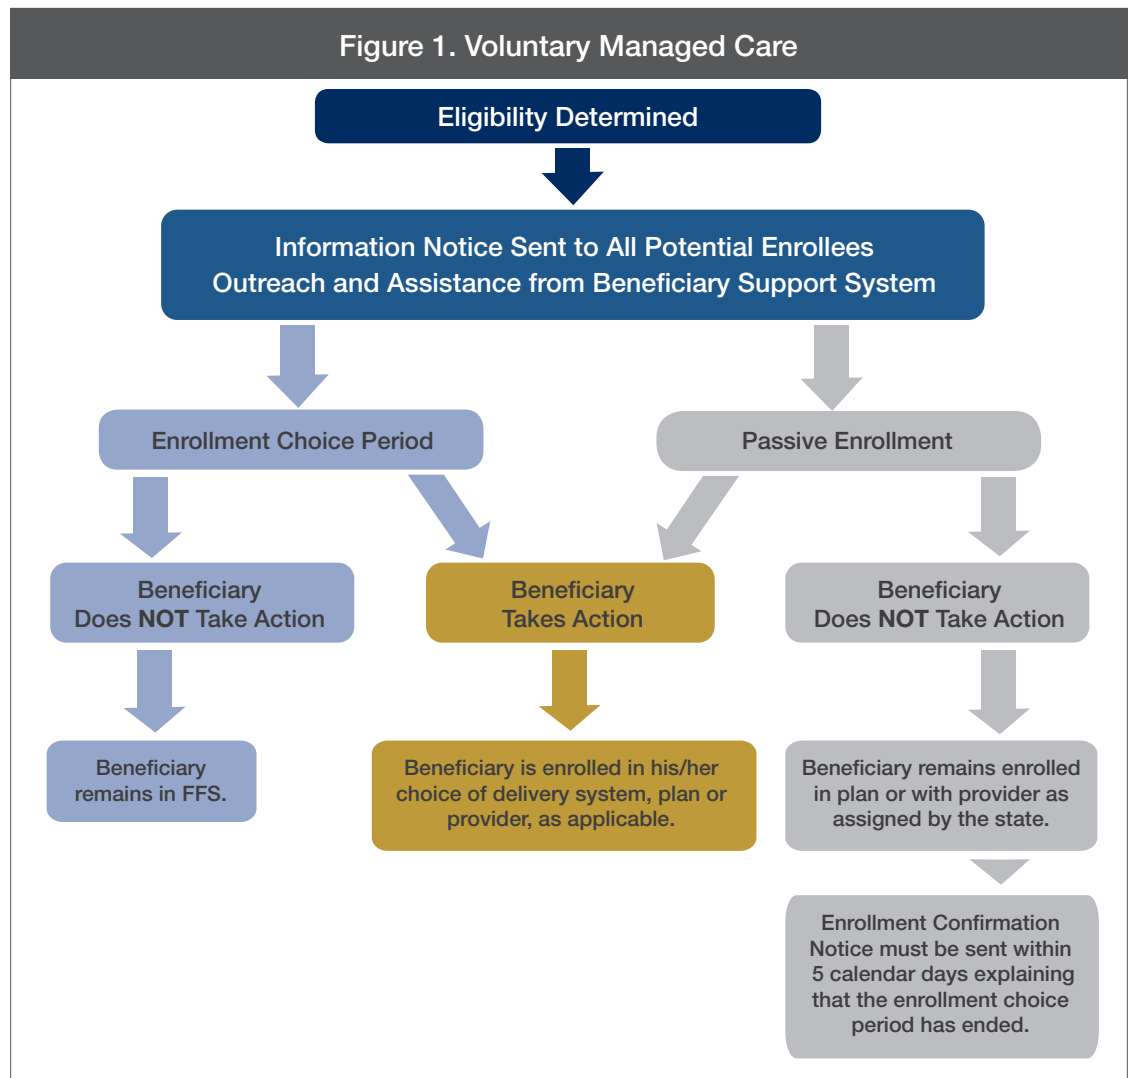 Figure 1. Voluntary Managed Care
Eligibility Determined
Information Notice Sent to All Potential Enrollees
Outreach and Assistance from Beneficiary Support System
Enrollment Choice Period
Passive Enrollment
Beneficiary
Does NOT Take Action
Beneficiary
Takes Action
Beneficiary
Does NOT Take Action
Beneficiary
remains in FFS.
Beneficiary is enrolled in his/her
choice of delivery system, plan or
provider, as applicable.
Beneficiary remains enrolled
in plan or with provider as
assigned by the state.
Enrollment Confirmation
Notice must be sent within
5 calendar days explaining
that the enrollment choice
period has ended.